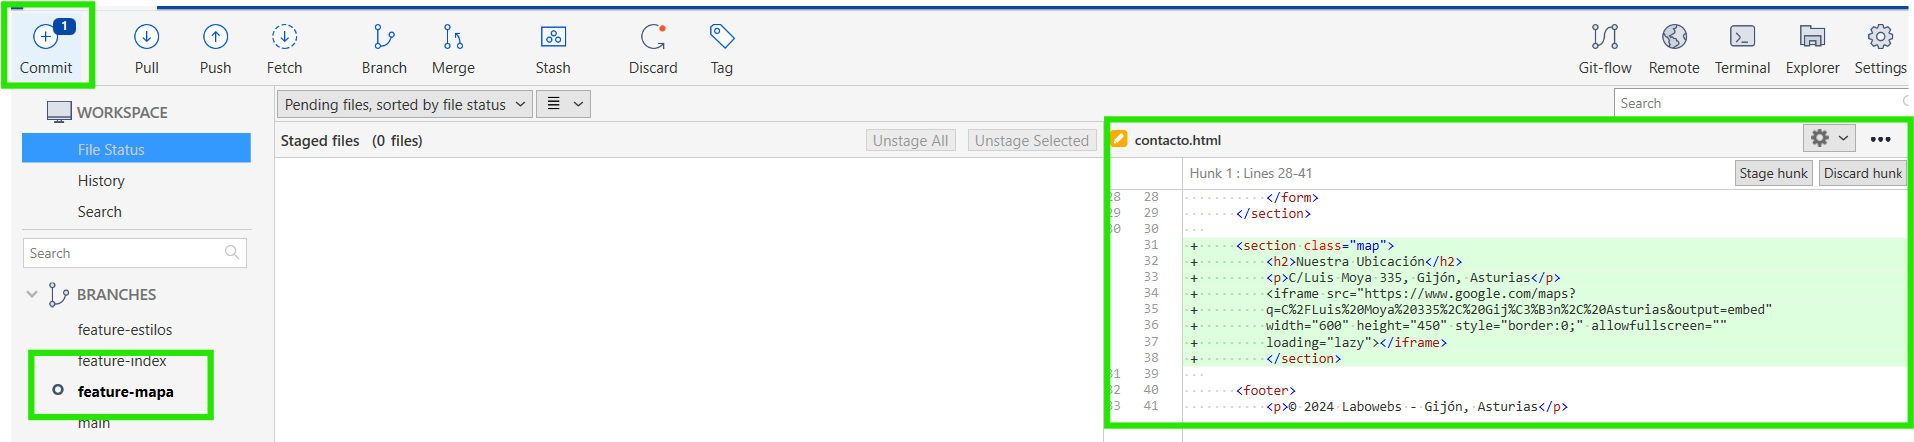 1
Commit
Pull
Push
Fetch
Branch
Merge
Stash
Discard
Tag
Git-flow
Remote
Terminal
Explorer
Settings
WORKSPACE
File Status
History
Search
Search
BRANCHES
feature-estilos
feature-index
feature-mapa
main
Pending files, sorted by file status
Search
Staged files (0 files)
Unstage All
Unstage Selected
contacto.html
Hunk 1 : Lines 28-41
Stage hunk
Discard hunk
28 28 </form>
29 29 </section>
30 30
31 + <section class="map">
32 + <h2>Nuestra Ubicación</h2>
33 + <p>C/Luis Moya 335, Gijón, Asturias</p>
34 + <iframe src="https://www.google.com/maps?
35 + q=C%2FLuis%20Moya%20335%2C%20Gij%C3%B3n%2C%20Asturias&output=embed"
36 + width="600" height="450" style="border:0;" allowfullscreen=""
37 + loading="lazy"></iframe>
38 + </section>
31 39
32 40 <footer>
33 41 <p>© 2024 Labowebs - Gijón, Asturias</p>